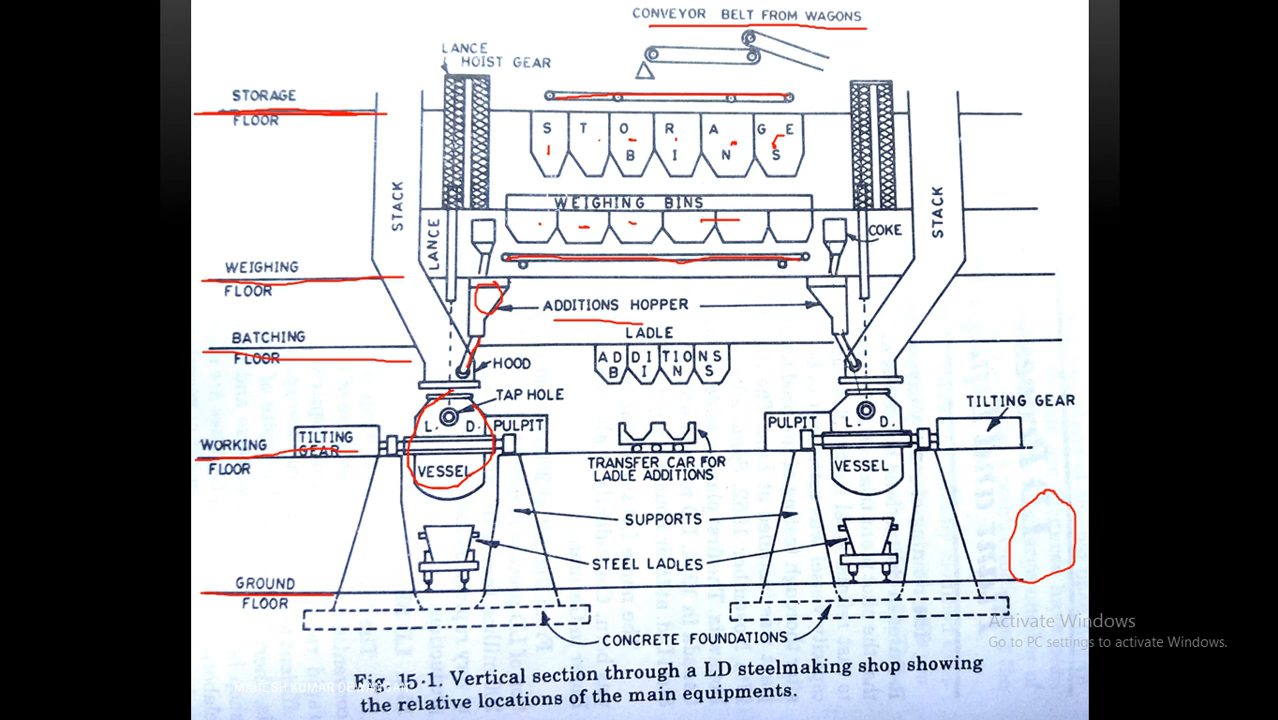 CONVEYOR BELT FROM WAGONS
LANCE
HOIST GEAR
STORAGE
FLOOR
S T O R A G E
B I N S
STACK
LANCE
WEIGHING BINS
COKE
STACK
WEIGHING
FLOOR
ADDITIONS HOPPER
BATCHING
FLOOR
LADLE
ADDITIONS
BINS
HOOD
TAP HOLE
TILTING GEAR
L. D.
PULPIT
PULPIT
L. D.
WORKING
FLOOR
TILTING
GEAR
VESSEL
TRANSFER CAR FOR
LADLE ADDITIONS
VESSEL
SUPPORTS
STEEL LADLES
GROUND
FLOOR
CONCRETE FOUNDATIONS
Activate Windows
Go to PC settings to activate Windows.
Fig. 15·1. Vertical section through a LD steelmaking shop showing
the relative locations of the main equipments.